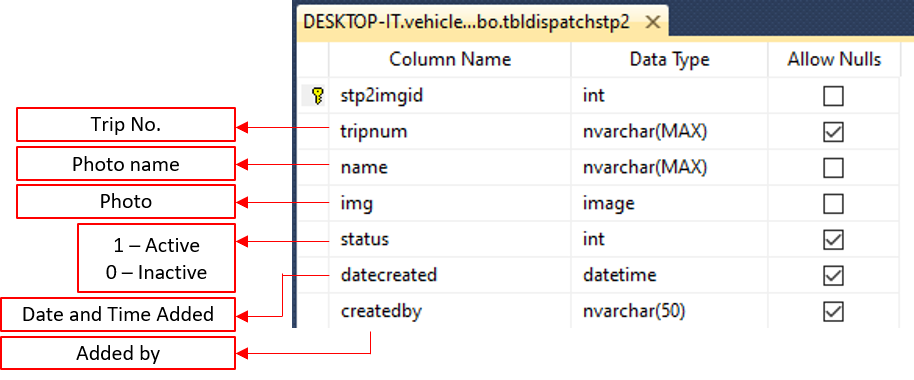 DESKTOP-IT.vehicle...bo.tbldispatchstp2
Column Name Data Type Allow Nulls
stp2imgid int
Trip No. tripnum nvarchar(MAX)
Photo name name nvarchar(MAX)
Photo img image
1 – Active status int
0 – Inactive
datecreated datetime
Date and Time Added createdby nvarchar(50)
Added by